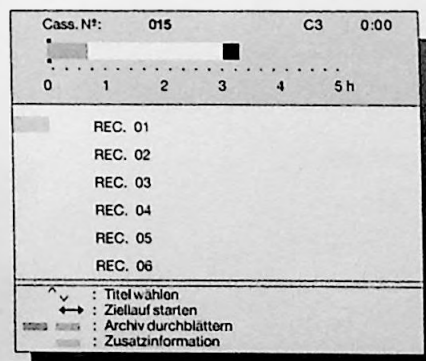 Cass. Nº: 015 C3 0:00
0 1 2 3 4 5 h
REC. 01
REC. 02
REC. 03
REC. 04
REC. 05
REC. 06
: Titel wählen
: Ziellauf starten
: Archiv durchblättern
: Zusatzinformation